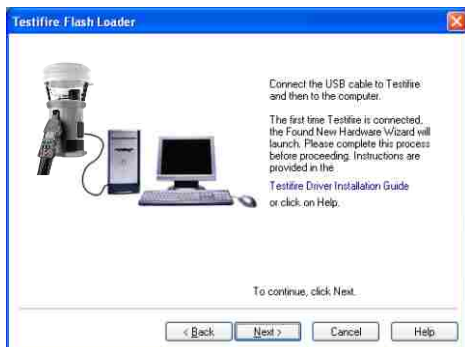 Testifire Flash Loader
Connect the USB cable to Testifire
and then to the computer.
The first time Testifire is connected,
the Found New Hardware Wizard will
launch. Please complete this process
before proceeding. Instructions are
provided in the
Testifire Driver Installation Guide
or click on Help.
To continue, click Next.
< Back
Next >
Cancel
Help